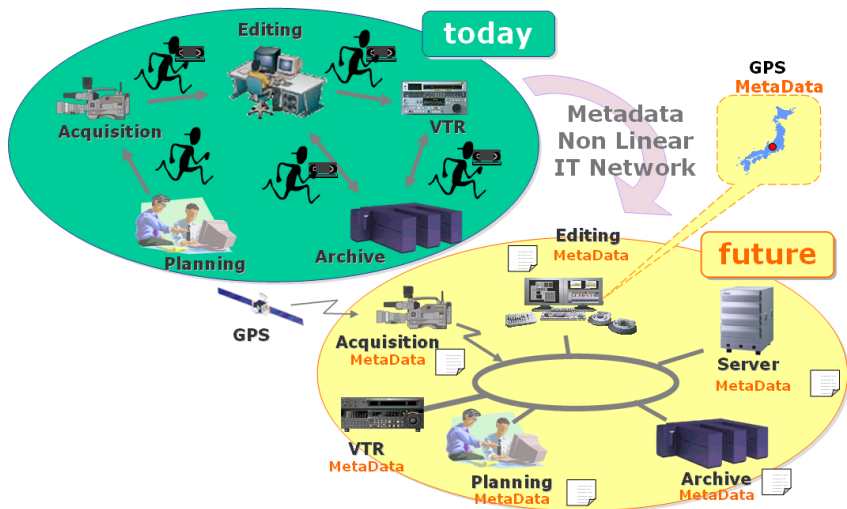 today
Editing
Acquisition
VTR
Planning
Archive
Metadata
Non Linear
IT Network
GPS
MetaData
future
Editing
MetaData
GPS
Acquisition
MetaData
Server
MetaData
VTR
MetaData
Planning
MetaData
Archive
MetaData